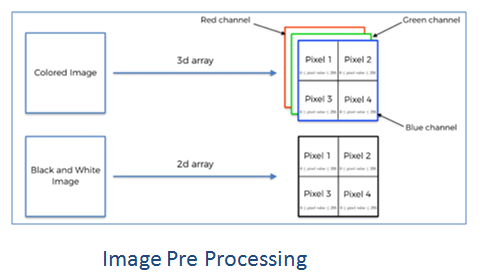 Red channel
Green channel
Colored Image
3d array
Pixel 1
Pixel 2
Pixel 3
Pixel 4
Blue channel
Black and White
Image
2d array
Pixel 1
Pixel 2
Pixel 3
Pixel 4
Image Pre Processing